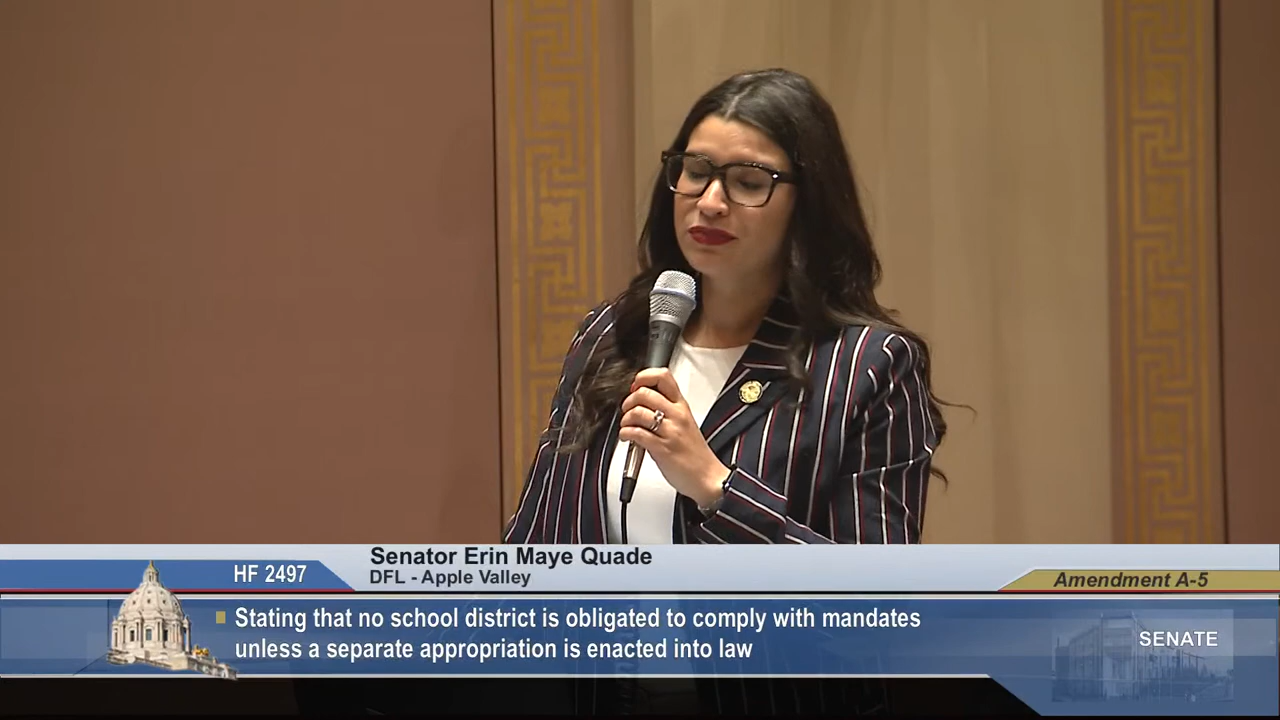 Senator Erin Maye Quade
HF 2497
DFL - Apple Valley
Amendment A-5
Stating that no school district is obligated to comply with mandates
unless a separate appropriation is enacted into law
SENATE